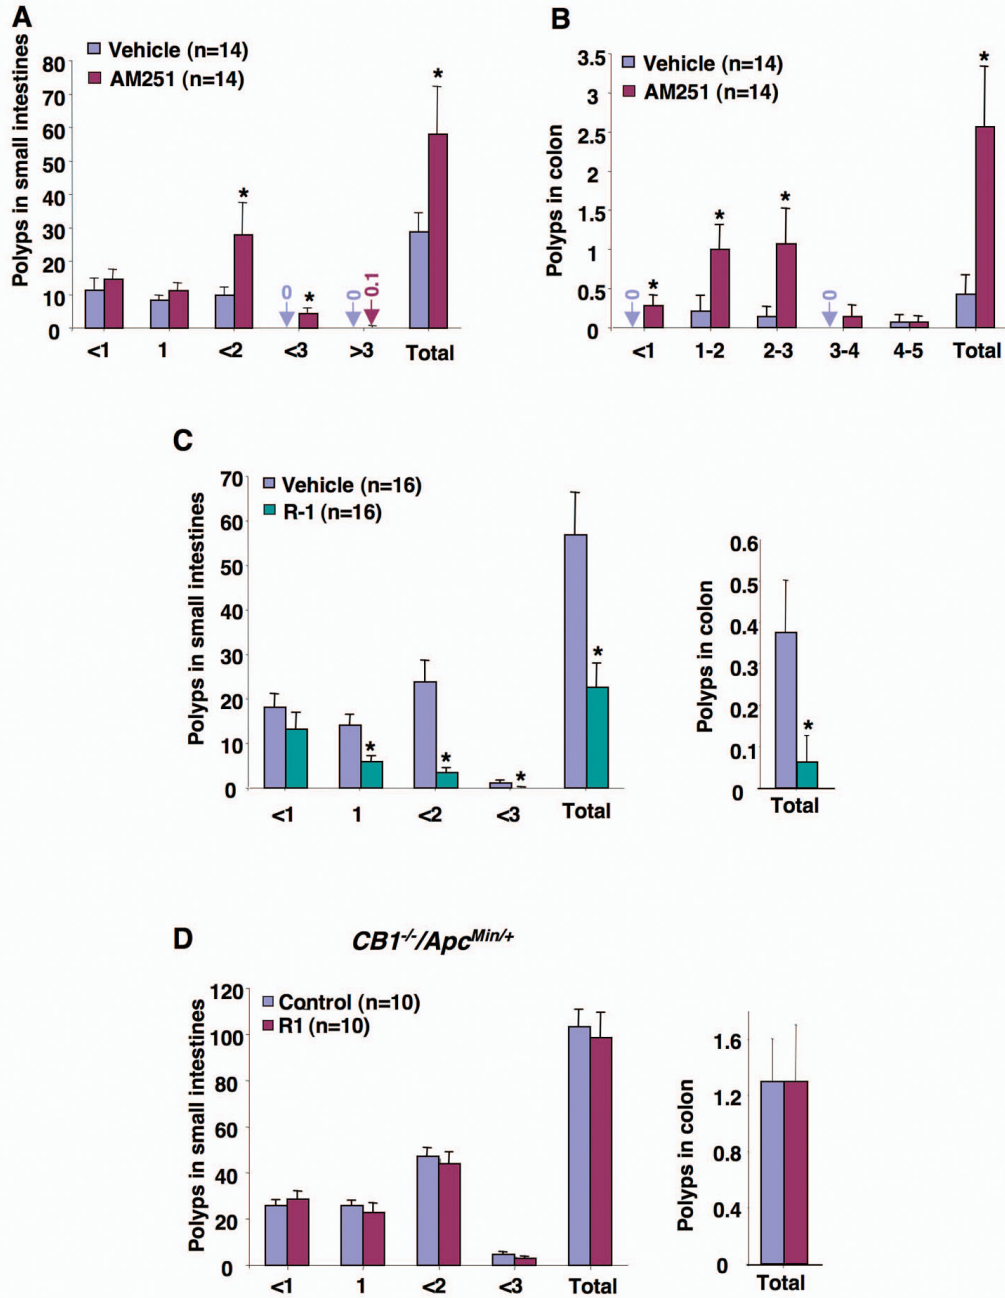 A
Vehicle (n=14)
AM251 (n=14)
Polyps in small intestines
80
70
60
50
40
30
20
10
0
*
0
*
0
0.1
*
<1 1 <2 <3 >3 Total
B
Vehicle (n=14)
AM251 (n=14)
Polyps in colon
3.5
3
2.5
2
1.5
1
0.5
0
0
*
*
*
0
*
<1 1-2 2-3 3-4 4-5 Total
C
Vehicle (n=16)
R-1 (n=16)
Polyps in small intestines
70
60
50
40
30
20
10
0
*
*
*
*
<1 1 <2 <3 Total
Polyps in colon
0.6
0.5
0.4
0.3
0.2
0.1
0
*
Total
D
CB1-/-/ApcMin/+
Control (n=10)
R1 (n=10)
Polyps in small intestines
120
100
80
60
40
20
0
<1 1 <2 <3 Total
Polyps in colon
1.6
1.2
0.8
0.4
0
Total